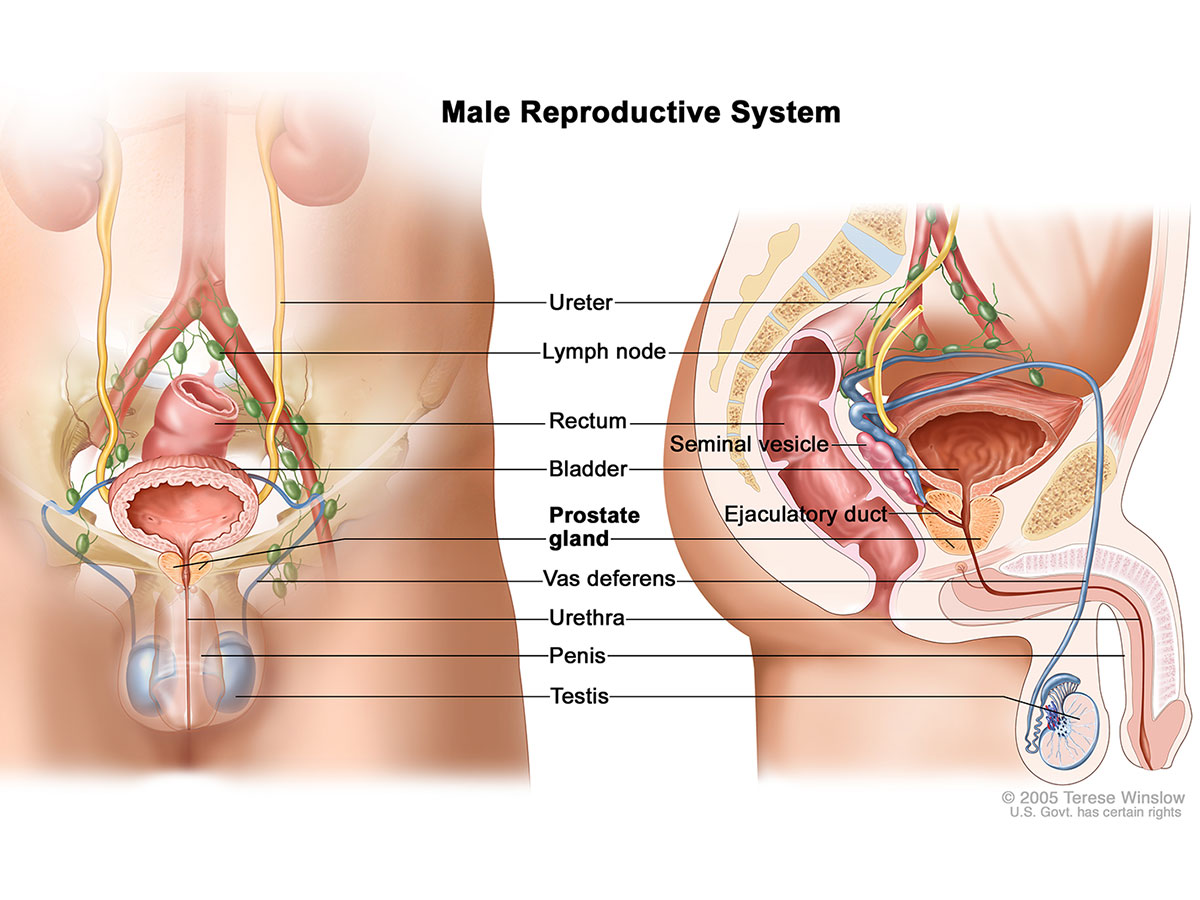 Male Reproductive System
Ureter
Lymph node
Rectum
Seminal vesicle
Bladder
Ejaculatory duct
Prostate
gland
Vas deferens
Urethra
Penis
Testis
© 2005 Terese Winslow
U.S. Govt. has certain rights